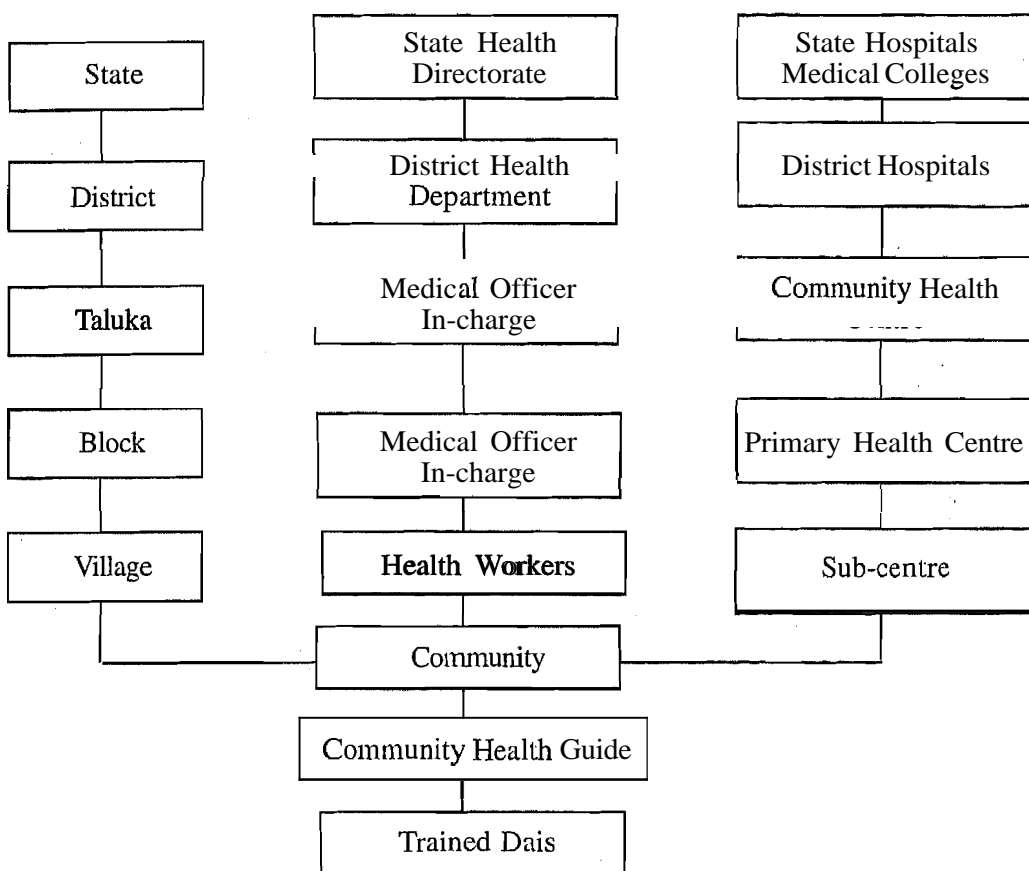 State
State Health
Directorate
State Hospitals
Medical Colleges
District
District Health
Department
District Hospitals
Taluka
Medical Officer
In-charge
Community Health
Block
Medical Officer
In-charge
Primary Health Centre
Village
Health Workers
Sub-centre
Community
Community Health Guide
Trained Dais